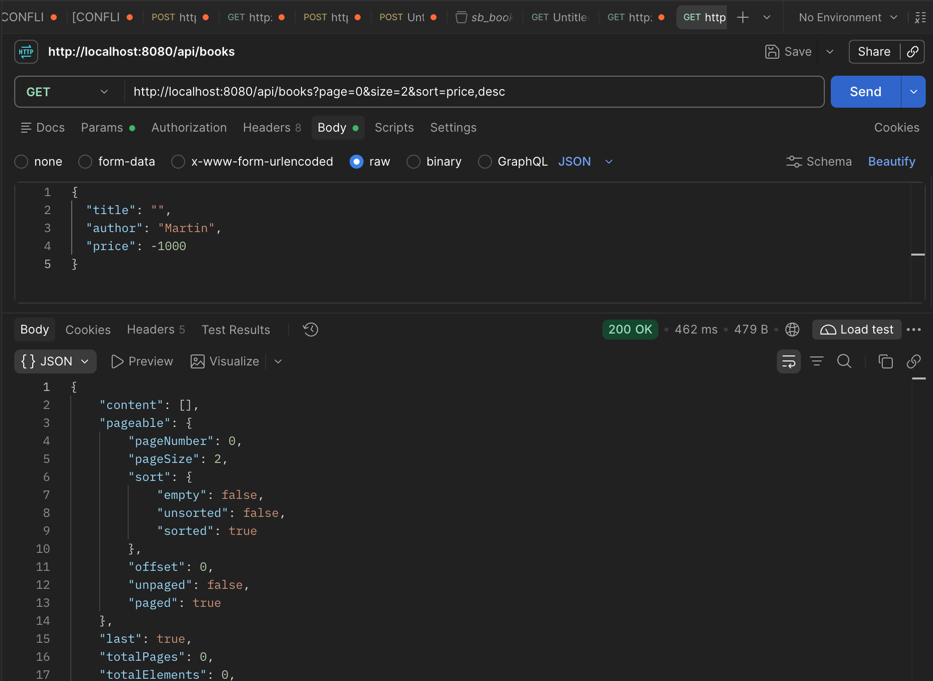 CONFLI [CONFLI POST http GET http: POST http POST Unt sb_book GET Untitle GET http: GET http No Environment
HTTP http://localhost:8080/api/books Save Share
GET http://localhost:8080/api/books?page=0&size=2&sort=price,desc Send
Docs Params Authorization Headers 8 Body Scripts Settings Cookies
none form-data x-www-form-urlencoded raw binary GraphQL JSON Schema Beautify
1 {
2 "title": "",
3 "author": "Martin",
4 "price": -1000
5 }
Body Cookies Headers 5 Test Results 200 OK 462 ms 479 B Load test
{} JSON Preview Visualize
1 {
2 "content": [],
3 "pageable": {
4 "pageNumber": 0,
5 "pageSize": 2,
6 "sort": {
7 "empty": false,
8 "unsorted": false,
9 "sorted": true
10 },
11 "offset": 0,
12 "unpaged": false,
13 "paged": true
14 },
15 "last": true,
16 "totalPages": 0,
17 "totalElements": 0,